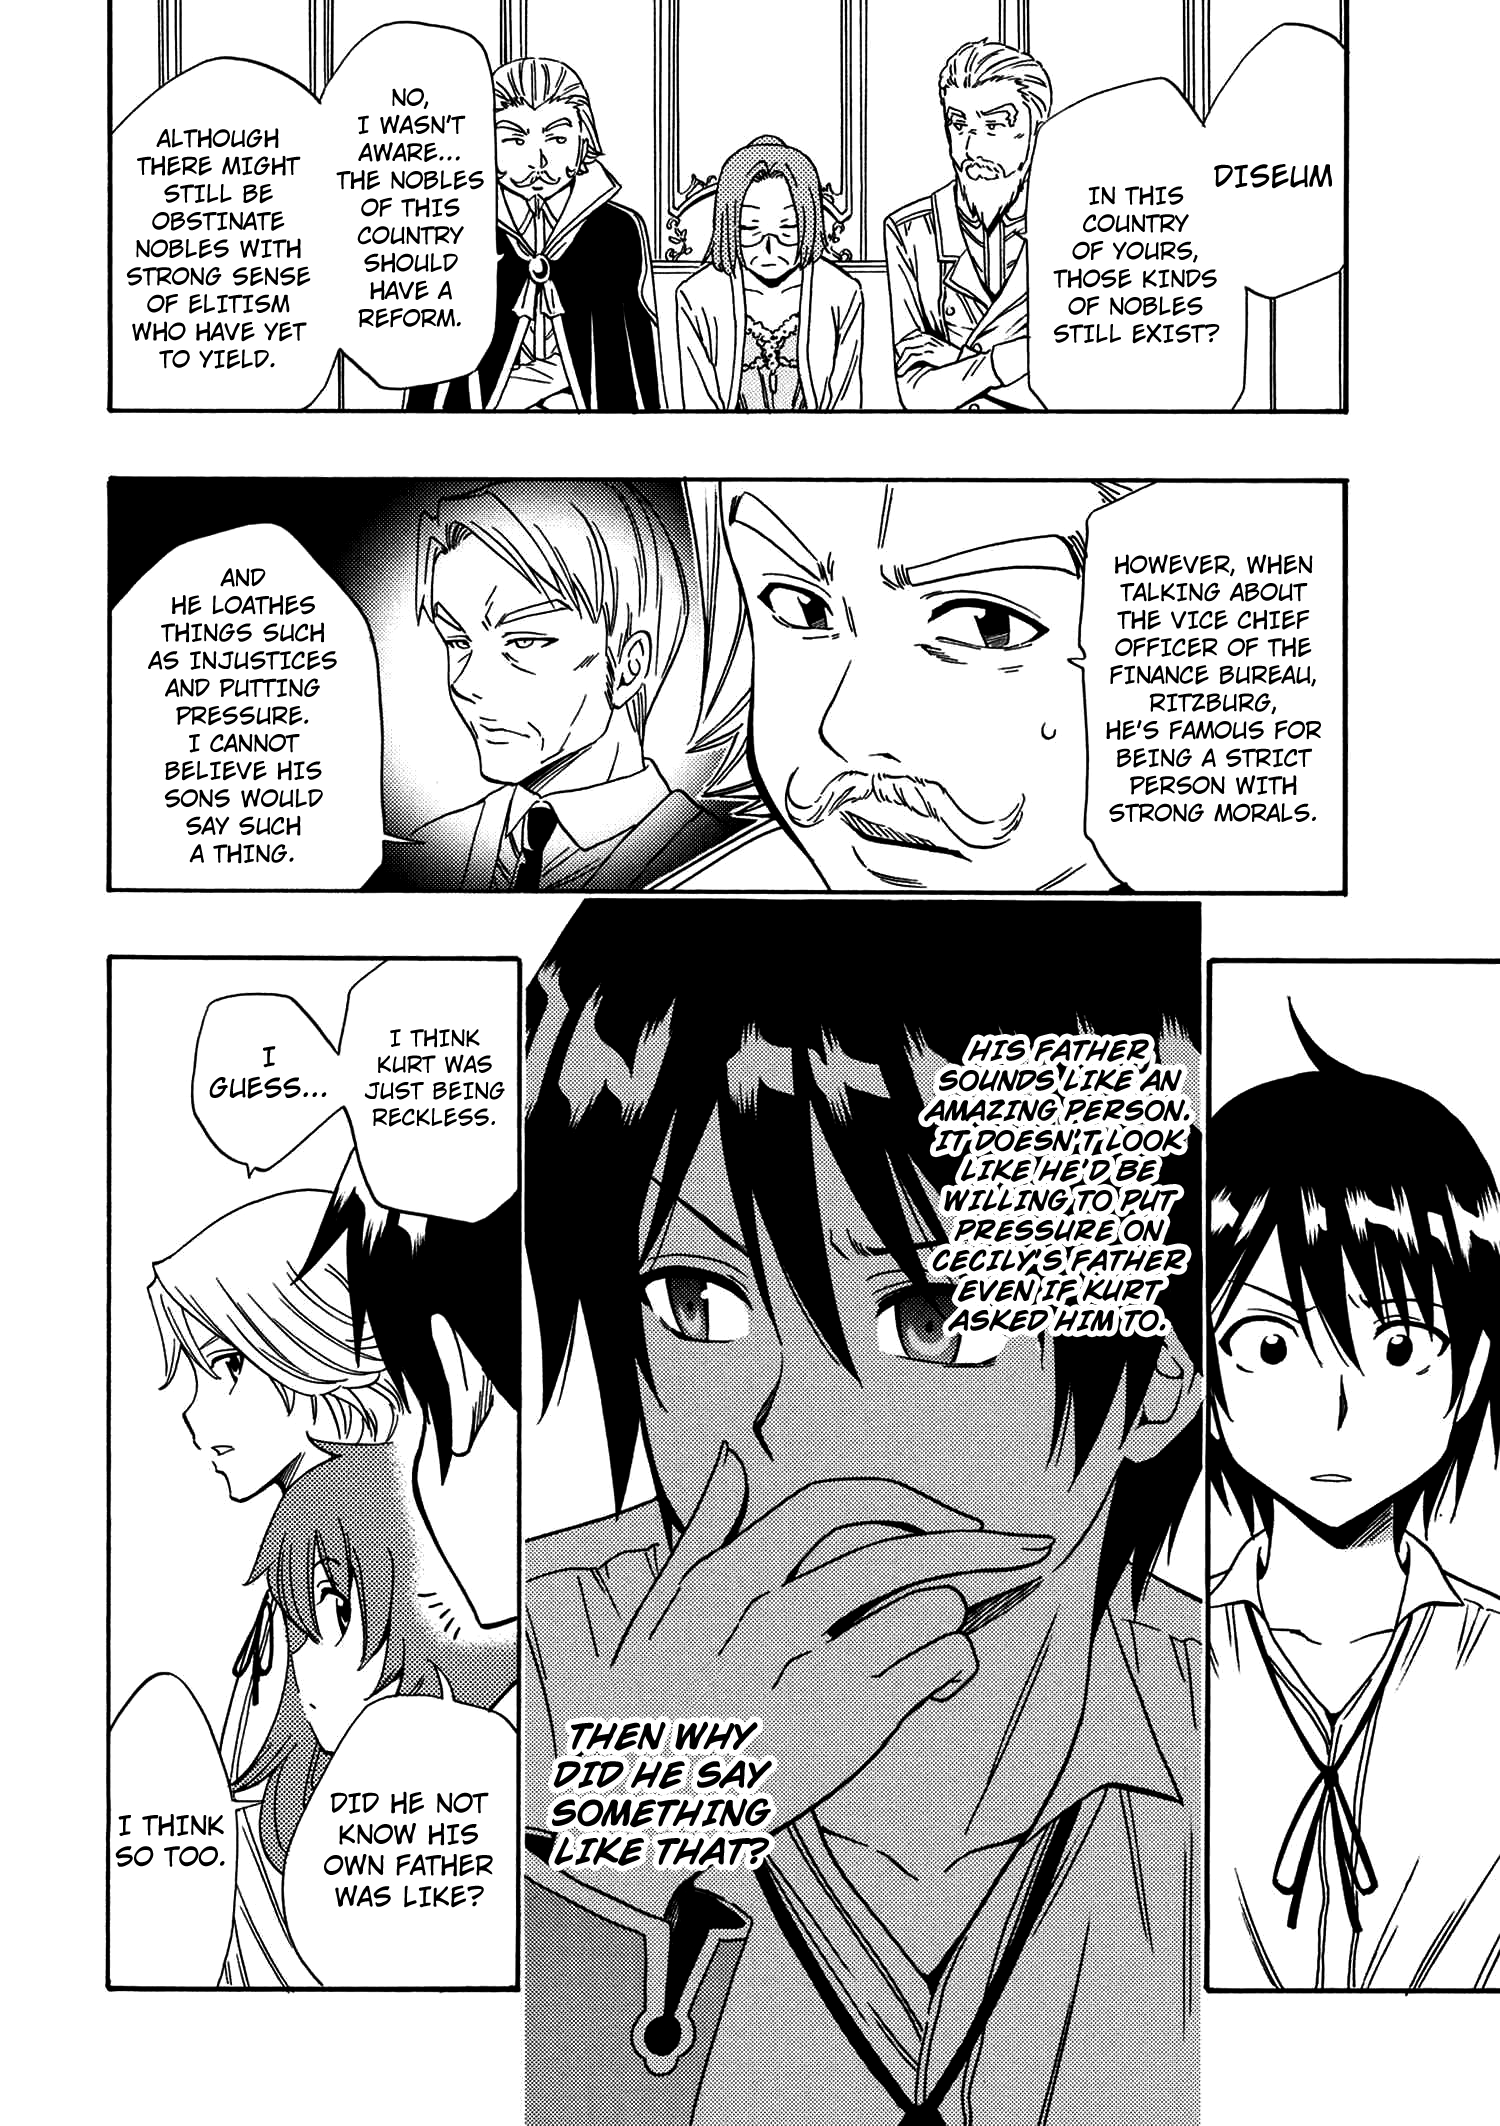 DISEUM
IN THIS
COUNTRY
OF YOURS,
THOSE KINDS
OF NOBLES
STILL EXIST?
NO,
I WASN'T
AWARE...
THE NOBLES
OF THIS
COUNTRY
SHOULD
HAVE A
REFORM.
ALTHOUGH
THERE MIGHT
STILL BE
OBSTINATE
NOBLES WITH
STRONG SENSE
OF ELITISM
WHO HAVE YET
TO YIELD.
HOWEVER, WHEN
TALKING ABOUT
THE VICE CHIEF
OFFICER OF THE
FINANCE BUREAU,
RITZBURG,
HE'S FAMOUS FOR
BEING A STRICT
PERSON WITH
STRONG MORALS.
AND
HE LOATHES
THINGS SUCH
AS INJUSTICES
AND PUTTING
PRESSURE.
I CANNOT
BELIEVE HIS
SONS WOULD
SAY SUCH
A THING.
HIS FATHER
SOUNDS LIKE AN
AMAZING PERSON.
IT DOESN'T LOOK
LIKE HE'D BE
WILLING TO PUT
PRESSURE ON
CECILY'S FATHER
EVEN IF KURT
ASKED HIM TO.
THEN WHY
DID HE SAY
SOMETHING
LIKE THAT?
I THINK
KURT WAS
JUST BEING
RECKLESS.
I
GUESS...
DID HE NOT
KNOW HIS
OWN FATHER
WAS LIKE?
I THINK
SO TOO.